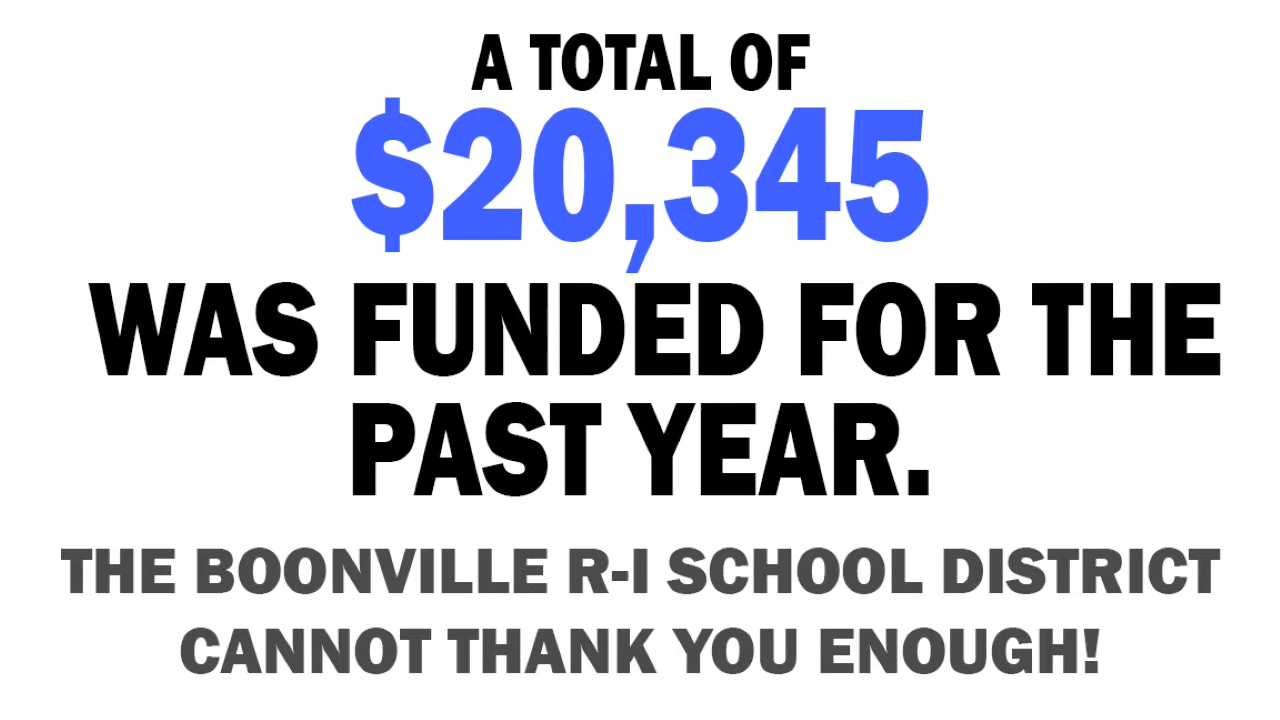 A TOTAL OF
$20,345
WAS FUNDED FOR THE
PAST YEAR.
THE BOONVILLE R-I SCHOOL DISTRICT
CANNOT THANK YOU ENOUGH!